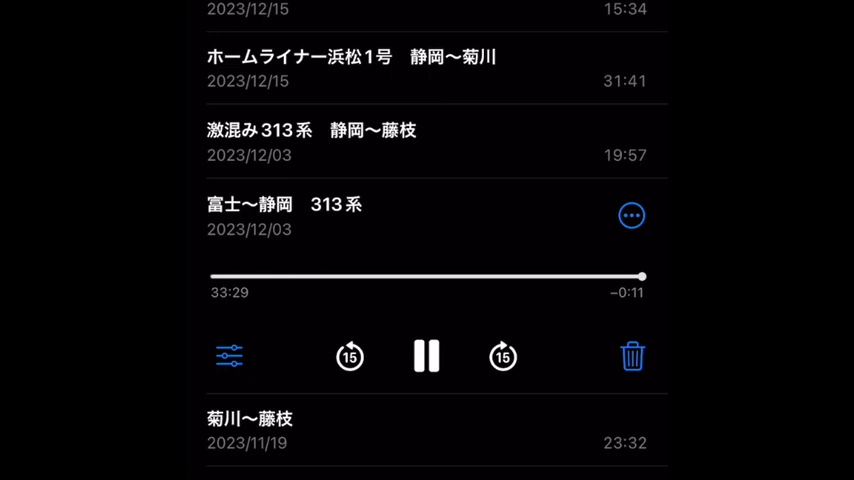 2023/12/15 15:34
ホームライナー浜松1号 静岡〜菊川
2023/12/15 31:41
激混み313系 静岡〜藤枝
2023/12/03 19:57
富士〜静岡 313系
2023/12/03
33:29 −0:11
15 15
菊川〜藤枝
2023/11/19 23:32